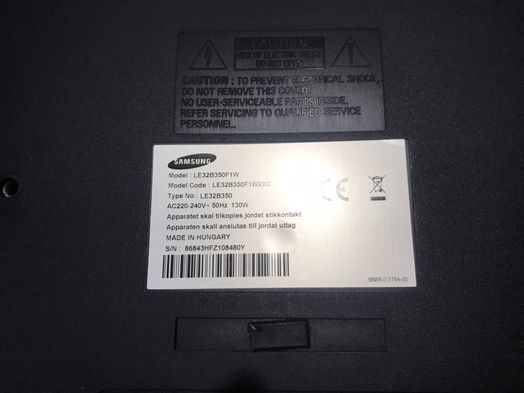 CAUTION
RISK OF ELECTRIC SHOCK
DO NOT OPEN
CAUTION : TO PREVENT ELECTRICAL SHOCK,
DO NOT REMOVE THIS COVER.
NO USER-SERVICEABLE PARTS INSIDE.
REFER SERVICING TO QUALIFIED SERVICE
PERSONNEL.
SAMSUNG
Model : LE32B350F1W
Model Code : LE32B350F1WXXC
Type No : LE32B350
AC220-240V~ 50Hz 130W
Apparatet skal tilkoples jordet stikkontakt
Apparaten skall anslutas till jordat uttag
MADE IN HUNGARY
S/N : 86843HFZ108480Y
CE
BN68-01178A-00